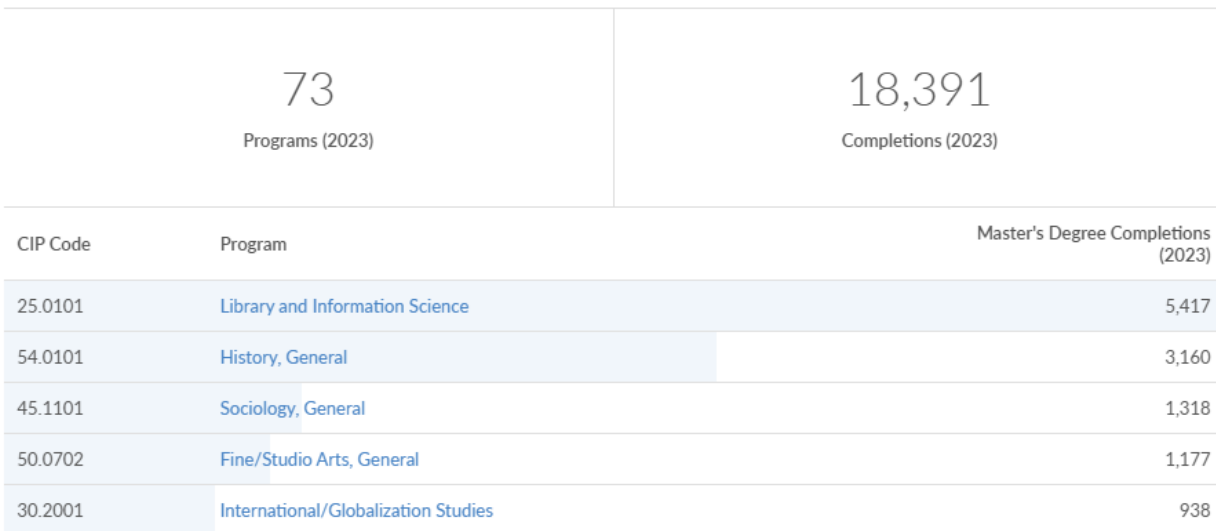 73
Programs (2023)
18,391
Completions (2023)
CIP Code Program Master's Degree Completions
(2023)
25.0101 Library and Information Science 5,417
54.0101 History, General 3,160
45.1101 Sociology, General 1,318
50.0702 Fine/Studio Arts, General 1,177
30.2001 International/Globalization Studies 938